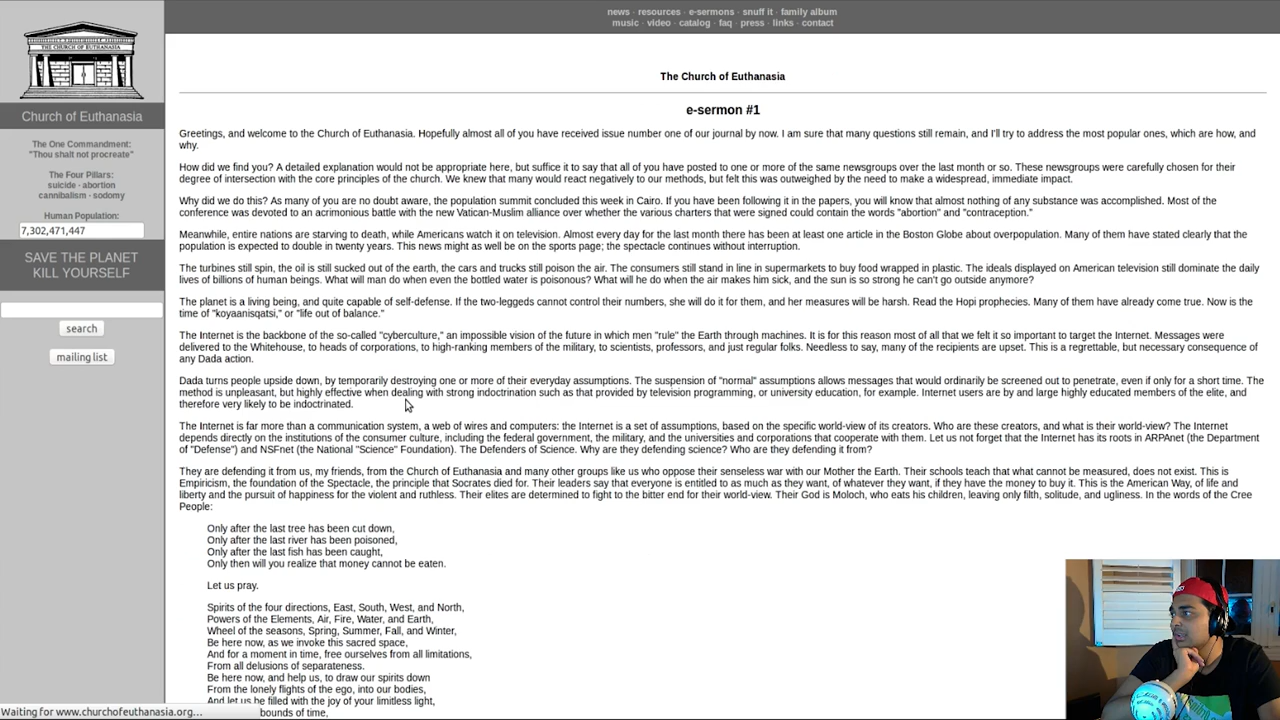 news - resources - e-sermons - snuff it - family album
music - video - catalog - faq - press - links - contact
THE CHURCH OF EUTHANASIA
Church of Euthanasia
The One Commandment:
"Thou shalt not procreate"
The Four Pillars:
suicide - abortion
cannibalism - sodomy
Human Population:
7,302,471,447
SAVE THE PLANET
KILL YOURSELF
search
mailing list
The Church of Euthanasia
e-sermon #1
Greetings, and welcome to the Church of Euthanasia. Hopefully almost all of you have received issue number one of our journal by now. I am sure that many questions still remain, and I'll try to address the most popular ones, which are how, and
why.
How did we find you? A detailed explanation would not be appropriate here, but suffice it to say that all of you have posted to one or more of the same newsgroups over the last month or so. These newsgroups were carefully chosen for their
degree of intersection with the core principles of the church. We knew that many would react negatively to our methods, but felt this was outweighed by the need to make a widespread, immediate impact.
Why did we do this? As many of you are no doubt aware, the population summit concluded this week in Cairo. If you have been following it in the papers, you will know that almost nothing of any substance was accomplished. Most of the
conference was devoted to an acrimonious battle with the new Vatican-Muslim alliance over whether the various charters that were signed could contain the words "abortion" and "contraception."
Meanwhile, entire nations are starving to death, while Americans watch it on television. Almost every day for the last month there has been at least one article in the Boston Globe about overpopulation. Many of them have stated clearly that the
population is expected to double in twenty years. This news might as well be on the sports page; the spectacle continues without interruption.
The turbines still spin, the oil is still sucked out of the earth, the cars and trucks still poison the air. The consumers still stand in line in supermarkets to buy food wrapped in plastic. The ideals displayed on American television still dominate the daily
lives of billions of human beings. What will man do when even the bottled water is poisonous? What will he do when the air makes him sick, and the sun is so strong he can't go outside anymore?
The planet is a living being, and quite capable of self-defense. If the two-leggeds cannot control their numbers, she will do it for them, and her measures will be harsh. Read the Hopi prophecies. Many of them have already come true. Now is the
time of "koyaanisqatsi," or "life out of balance."
The Internet is the backbone of the so-called "cyberculture," an impossible vision of the future in which men "rule" the Earth through machines. It is for this reason most of all that we felt it so important to target the Internet. Messages were
delivered to the Whitehouse, to heads of corporations, to high-ranking members of the military, to scientists, professors, and just regular folks. Needless to say, many of the recipients are upset. This is a regrettable, but necessary consequence of
any Dada action.
Dada turns people upside down, by temporarily destroying one or more of their everyday assumptions. The suspension of "normal" assumptions allows messages that would ordinarily be screened out to penetrate, even if only for a short time. The
method is unpleasant, but highly effective when dealing with strong indoctrination such as that provided by television programming, or university education, for example. Internet users are by and large highly educated members of the elite, and
therefore very likely to be indoctrinated.
The Internet is far more than a communication system, a web of wires and computers: the Internet is a set of assumptions, based on the specific world-view of its creators. Who are these creators, and what is their world-view? The Internet
depends directly on the institutions of the consumer culture, including the federal government, the military, and the universities and corporations that cooperate with them. Let us not forget that the Internet has its roots in ARPAnet (the Department
of "Defense") and NSFnet (the National "Science" Foundation). The Defenders of Science. Why are they defending science? Who are they defending it from?
They are defending it from us, my friends, from the Church of Euthanasia and many other groups like us who oppose their senseless war with our Mother the Earth. Their schools teach that what cannot be measured, does not exist. This is
Empiricism, the foundation of the Spectacle, the principle that Socrates died for. Their leaders say that everyone is entitled to as much as they want, of whatever they want, if they have the money to buy it. This is the American Way, of life and
liberty and the pursuit of happiness for the violent and ruthless. Their elites are determined to fight to the bitter end for their world-view. Their God is Moloch, who eats his children, leaving only filth, solitude, and ugliness. In the words of the Cree
People:
Only after the last tree has been cut down,
Only after the last river has been poisoned,
Only after the last fish has been caught,
Only then will you realize that money cannot be eaten.
Let us pray.
Spirits of the four directions, East, South, West, and North,
Powers of the Elements, Air, Fire, Water, and Earth,
Wheel of the seasons, Spring, Summer, Fall, and Winter,
Be here now, as we invoke this sacred space,
And for a moment in time, free ourselves from all limitations,
From all delusions of separateness.
Be here now, and help us, to draw our spirits down
From the lonely flights of the ego, into our bodies,
And let us be filled with the joy of your limitless light,
bounds of time,
Waiting for www.churchofeuthanasia.org...